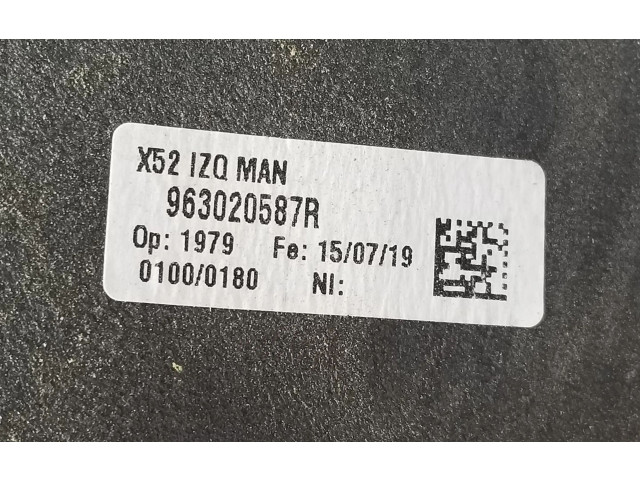 X52 IZQ MAN
963020587R
Op: 1979 Fe: 15/07/19
0100/0180 NI: